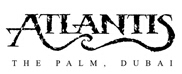 ATLANTIS
THE PALM, DUBAI